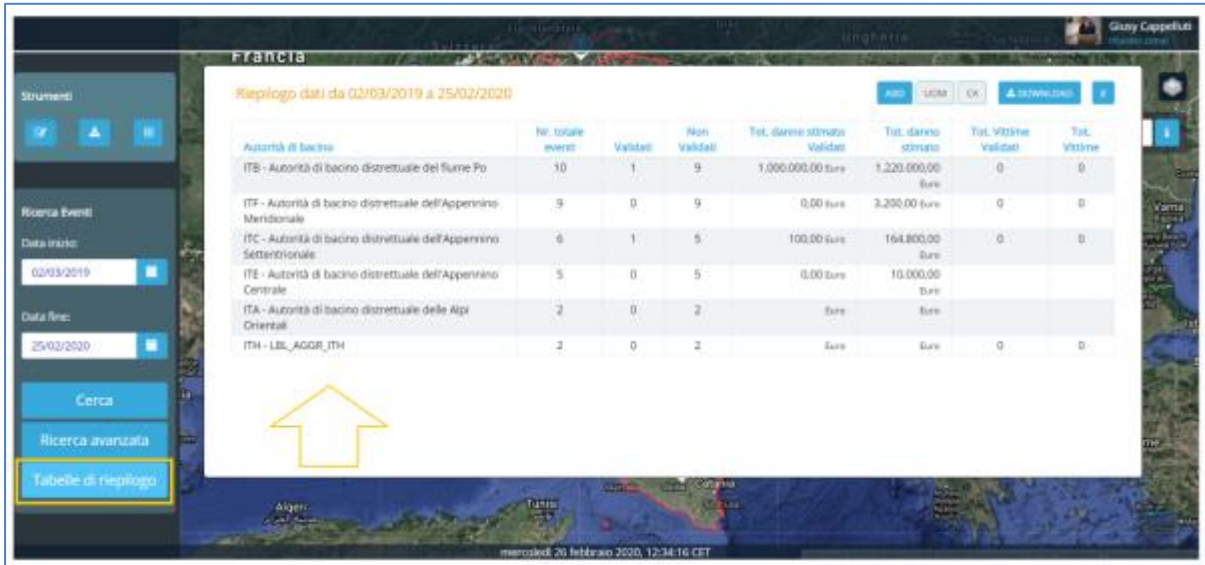 Ungheria
Giusy Cappelluti
Francia
Strumenti
Riepilogo dati da 02/03/2019 a 25/02/2020
ABD UOM CA DOWNLOAD X
Autorità di bacino Nr. totale eventi Validati Non Validati Tot. danno stimato Validati Tot. danno stimato Tot. Vittime Validati Tot. Vittime
ITB - Autorità di bacino distrettuale del fiume Po 10 1 9 1.000.000,00 Euro 1.220.000,00 Euro 0 0
ITF - Autorità di bacino distrettuale dell'Appennino Meridionale 9 0 9 0,00 Euro 3.200,00 Euro 0 0
ITC - Autorità di bacino distrettuale dell'Appennino Settentrionale 6 1 5 100,00 Euro 164.800,00 Euro 0 0
ITE - Autorità di bacino distrettuale dell'Appennino Centrale 5 0 5 0,00 Euro 10.000,00 Euro
ITA - Autorità di bacino distrettuale delle Alpi Orientali 2 0 2 Euro Euro
ITH - LBL_AGGR_ITH 2 0 2 Euro Euro 0 0
Ricerca Eventi
Data inizio:
02/03/2019
Data fine:
25/02/2020
Cerca
Ricerca avanzata
Tabelle di riepilogo
Varna
Catania
Algeri
Tunisi
mercoledì 26 febbraio 2020, 12:34:16 CET